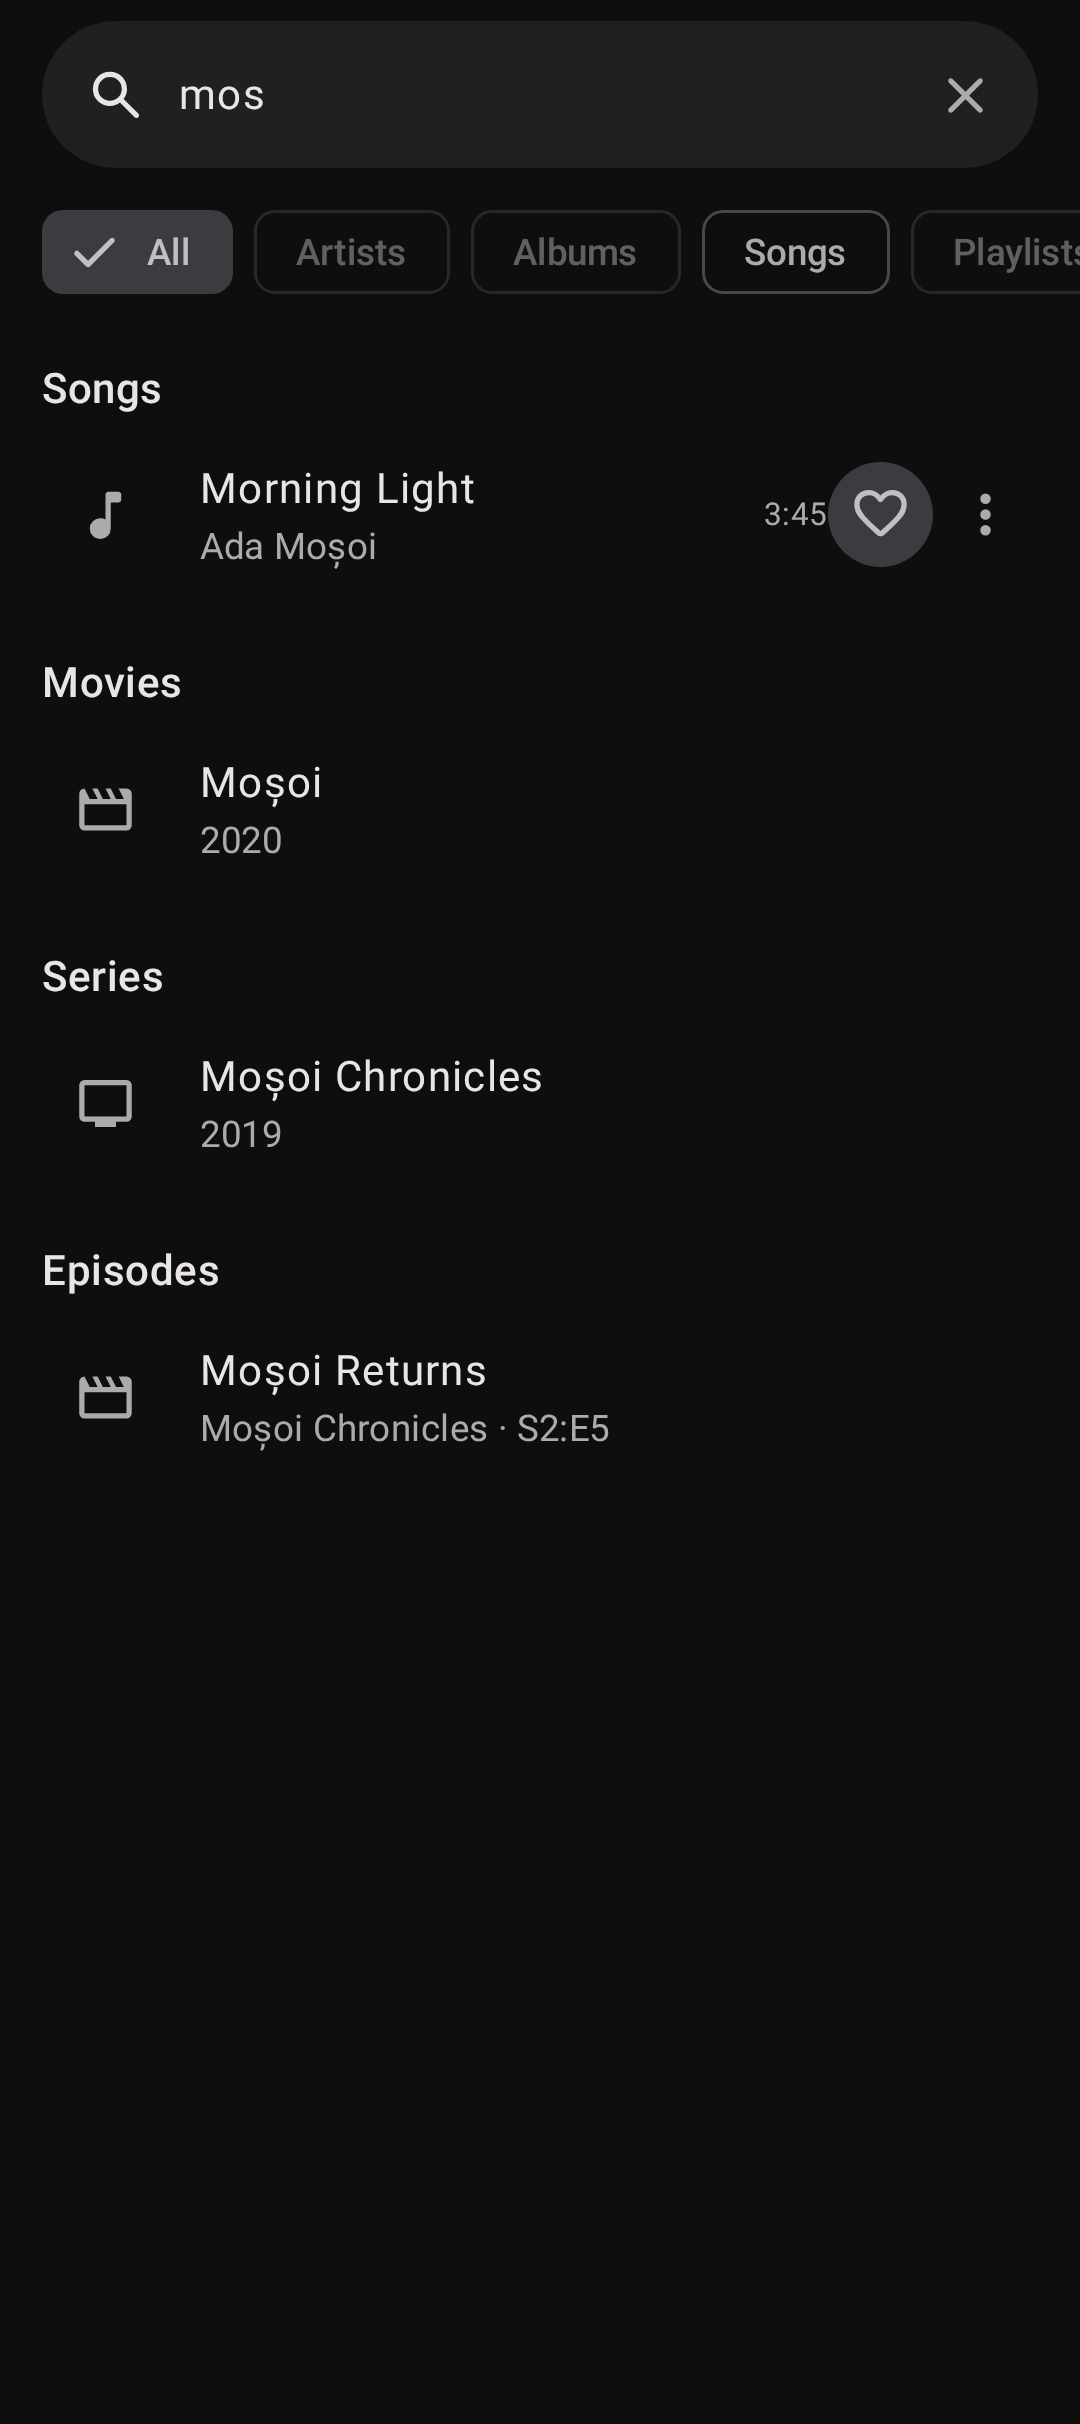 mos
All
Artists
Albums
Songs
Playlists
Songs
Morning Light
Ada Moșoi
3:45
Movies
Moșoi
2020
Series
Moșoi Chronicles
2019
Episodes
Moșoi Returns
Moșoi Chronicles · S2:E5